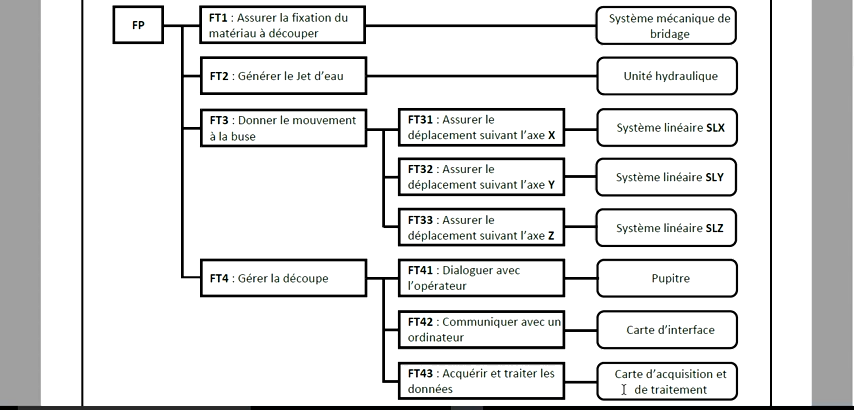 FP
FT1 : Assurer la fixation du
matériau à découper
Système mécanique de
bridage
FT2 : Générer le Jet d'eau
Unité hydraulique
FT3 : Donner le mouvement
à la buse
FT31 : Assurer le
déplacement suivant l'axe X
Système linéaire SLX
FT32 : Assurer le
déplacement suivant l'axe Y
Système linéaire SLY
FT33 : Assurer le
déplacement suivant l'axe Z
Système linéaire SLZ
FT4 : Gérer la découpe
FT41 : Dialoguer avec
l'opérateur
Pupitre
FT42 : Communiquer avec un
ordinateur
Carte d'interface
FT43 : Acquérir et traiter les
données
Carte d'acquisition et
de traitement